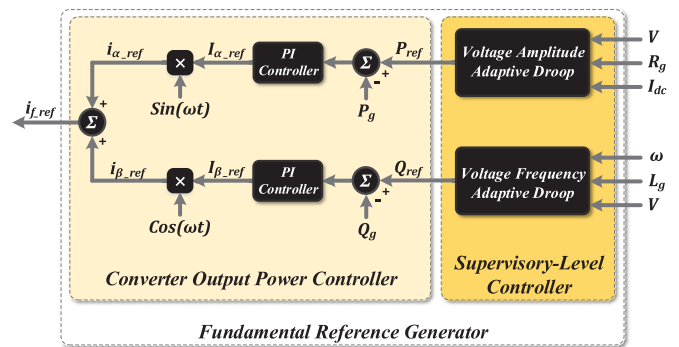 i_α_ref
×
I_α_ref
PI
Controller
Σ
- +
P_ref
Voltage Amplitude
Adaptive Droop
V
R_g
I_dc
Sin(ωt)
P_g
i_f_ref
Σ
+
+
i_β_ref
×
I_β_ref
PI
Controller
Σ
- +
Q_ref
Voltage Frequency
Adaptive Droop
ω
L_g
V
Cos(ωt)
Q_g
Converter Output Power Controller
Supervisory-Level
Controller
Fundamental Reference Generator